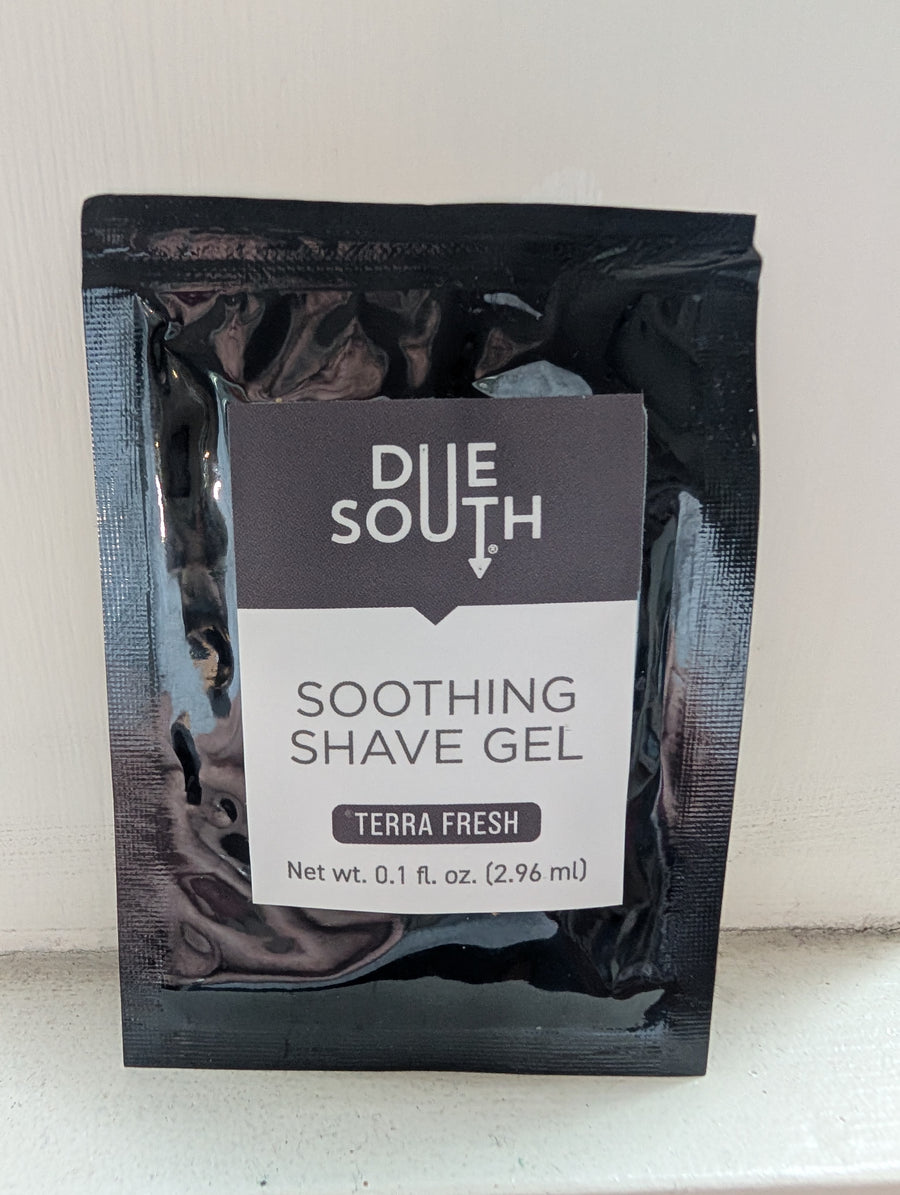 DUE
SOUTH®
SOOTHING
SHAVE GEL
TERRA FRESH
Net wt. 0.1 fl. oz. (2.96 ml)